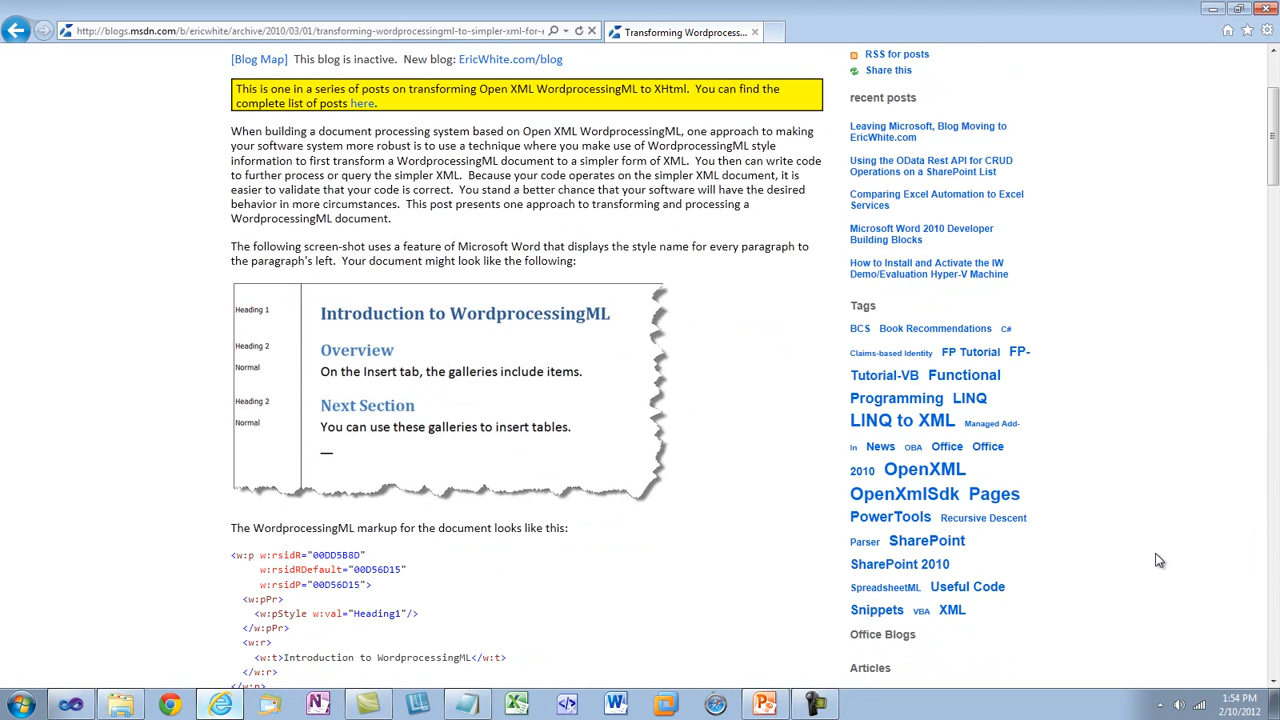 http://blogs.msdn.com/b/ericwhite/archive/2010/03/01/transforming-wordprocessingml-to-simpler-xml-for-e
Transforming Wordprocess...
[Blog Map] This blog is inactive. New blog: EricWhite.com/blog
This is one in a series of posts on transforming Open XML WordprocessingML to XHtml. You can find the
complete list of posts here.
When building a document processing system based on Open XML WordprocessingML, one approach to making
your software system more robust is to use a technique where you make use of WordprocessingML style
information to first transform a WordprocessingML document to a simpler form of XML. You then can write code
to further process or query the simpler XML. Because your code operates on the simpler XML document, it is
easier to validate that your code is correct. You stand a better chance that your software will have the desired
behavior in more circumstances. This post presents one approach to transforming and processing a
WordprocessingML document.
The following screen-shot uses a feature of Microsoft Word that displays the style name for every paragraph to
the paragraph's left. Your document might look like the following:
Heading 1 Introduction to WordprocessingML
Heading 2 Overview
Normal On the Insert tab, the galleries include items.
Heading 2 Next Section
Normal You can use these galleries to insert tables.
The WordprocessingML markup for the document looks like this:
<w:p w:rsidR="00DD5B8D"
w:rsidRDefault="00D56D15"
w:rsidP="00D56D15">
<w:pPr>
<w:pStyle w:val="Heading1"/>
</w:pPr>
<w:r>
<w:t>Introduction to WordprocessingML</w:t>
</w:r>
</w:p>
RSS for posts
Share this
recent posts
Leaving Microsoft, Blog Moving to
EricWhite.com
Using the OData Rest API for CRUD
Operations on a SharePoint List
Comparing Excel Automation to Excel
Services
Microsoft Word 2010 Developer
Building Blocks
How to Install and Activate the IW
Demo/Evaluation Hyper-V Machine
Tags
BCS Book Recommendations C#
Claims-based Identity FP Tutorial FP-
Tutorial-VB Functional
Programming LINQ
LINQ to XML Managed Add-
In News OBA Office Office
2010 OpenXML
OpenXmlSdk Pages
PowerTools Recursive Descent
Parser SharePoint
SharePoint 2010
SpreadsheetML Useful Code
Snippets VBA XML
Office Blogs
Articles
1:54 PM
2/10/2012